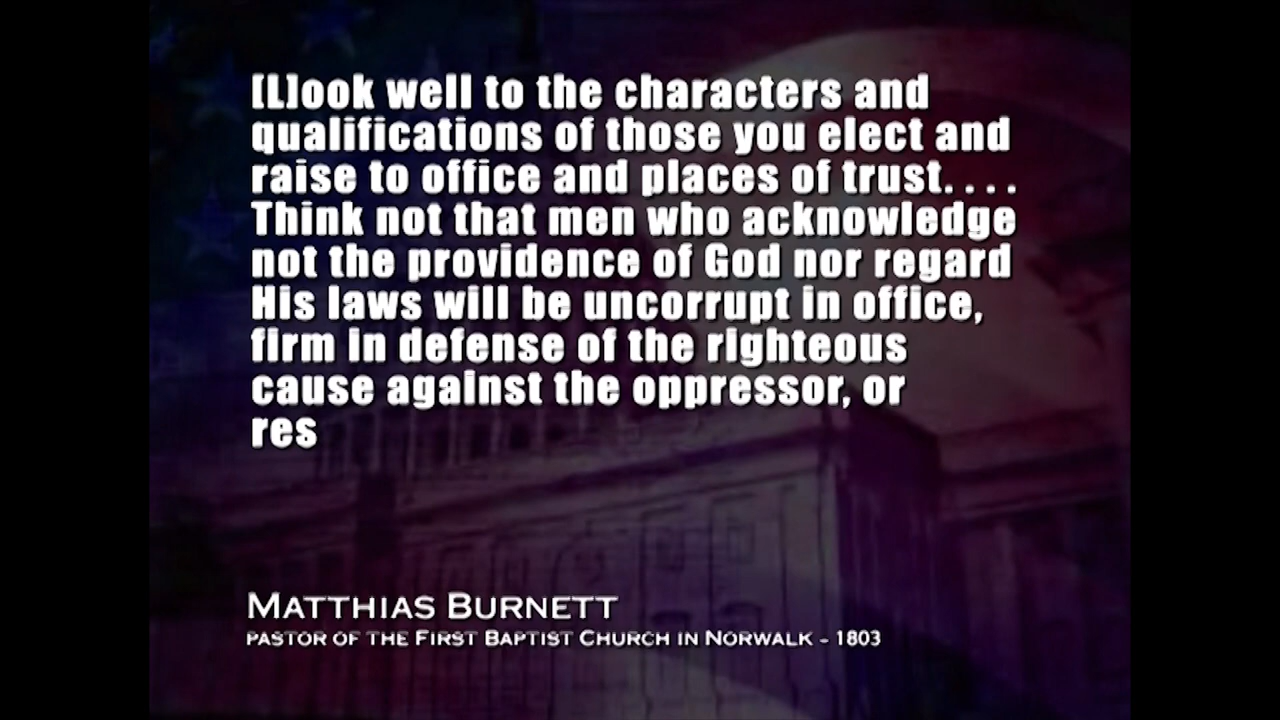 [L]ook well to the characters and
qualifications of those you elect and
raise to office and places of trust. . . .
Think not that men who acknowledge
not the providence of God nor regard
His laws will be uncorrupt in office,
firm in defense of the righteous
cause against the oppressor, or
res
MATTHIAS BURNETT
PASTOR OF THE FIRST BAPTIST CHURCH IN NORWALK - 1803